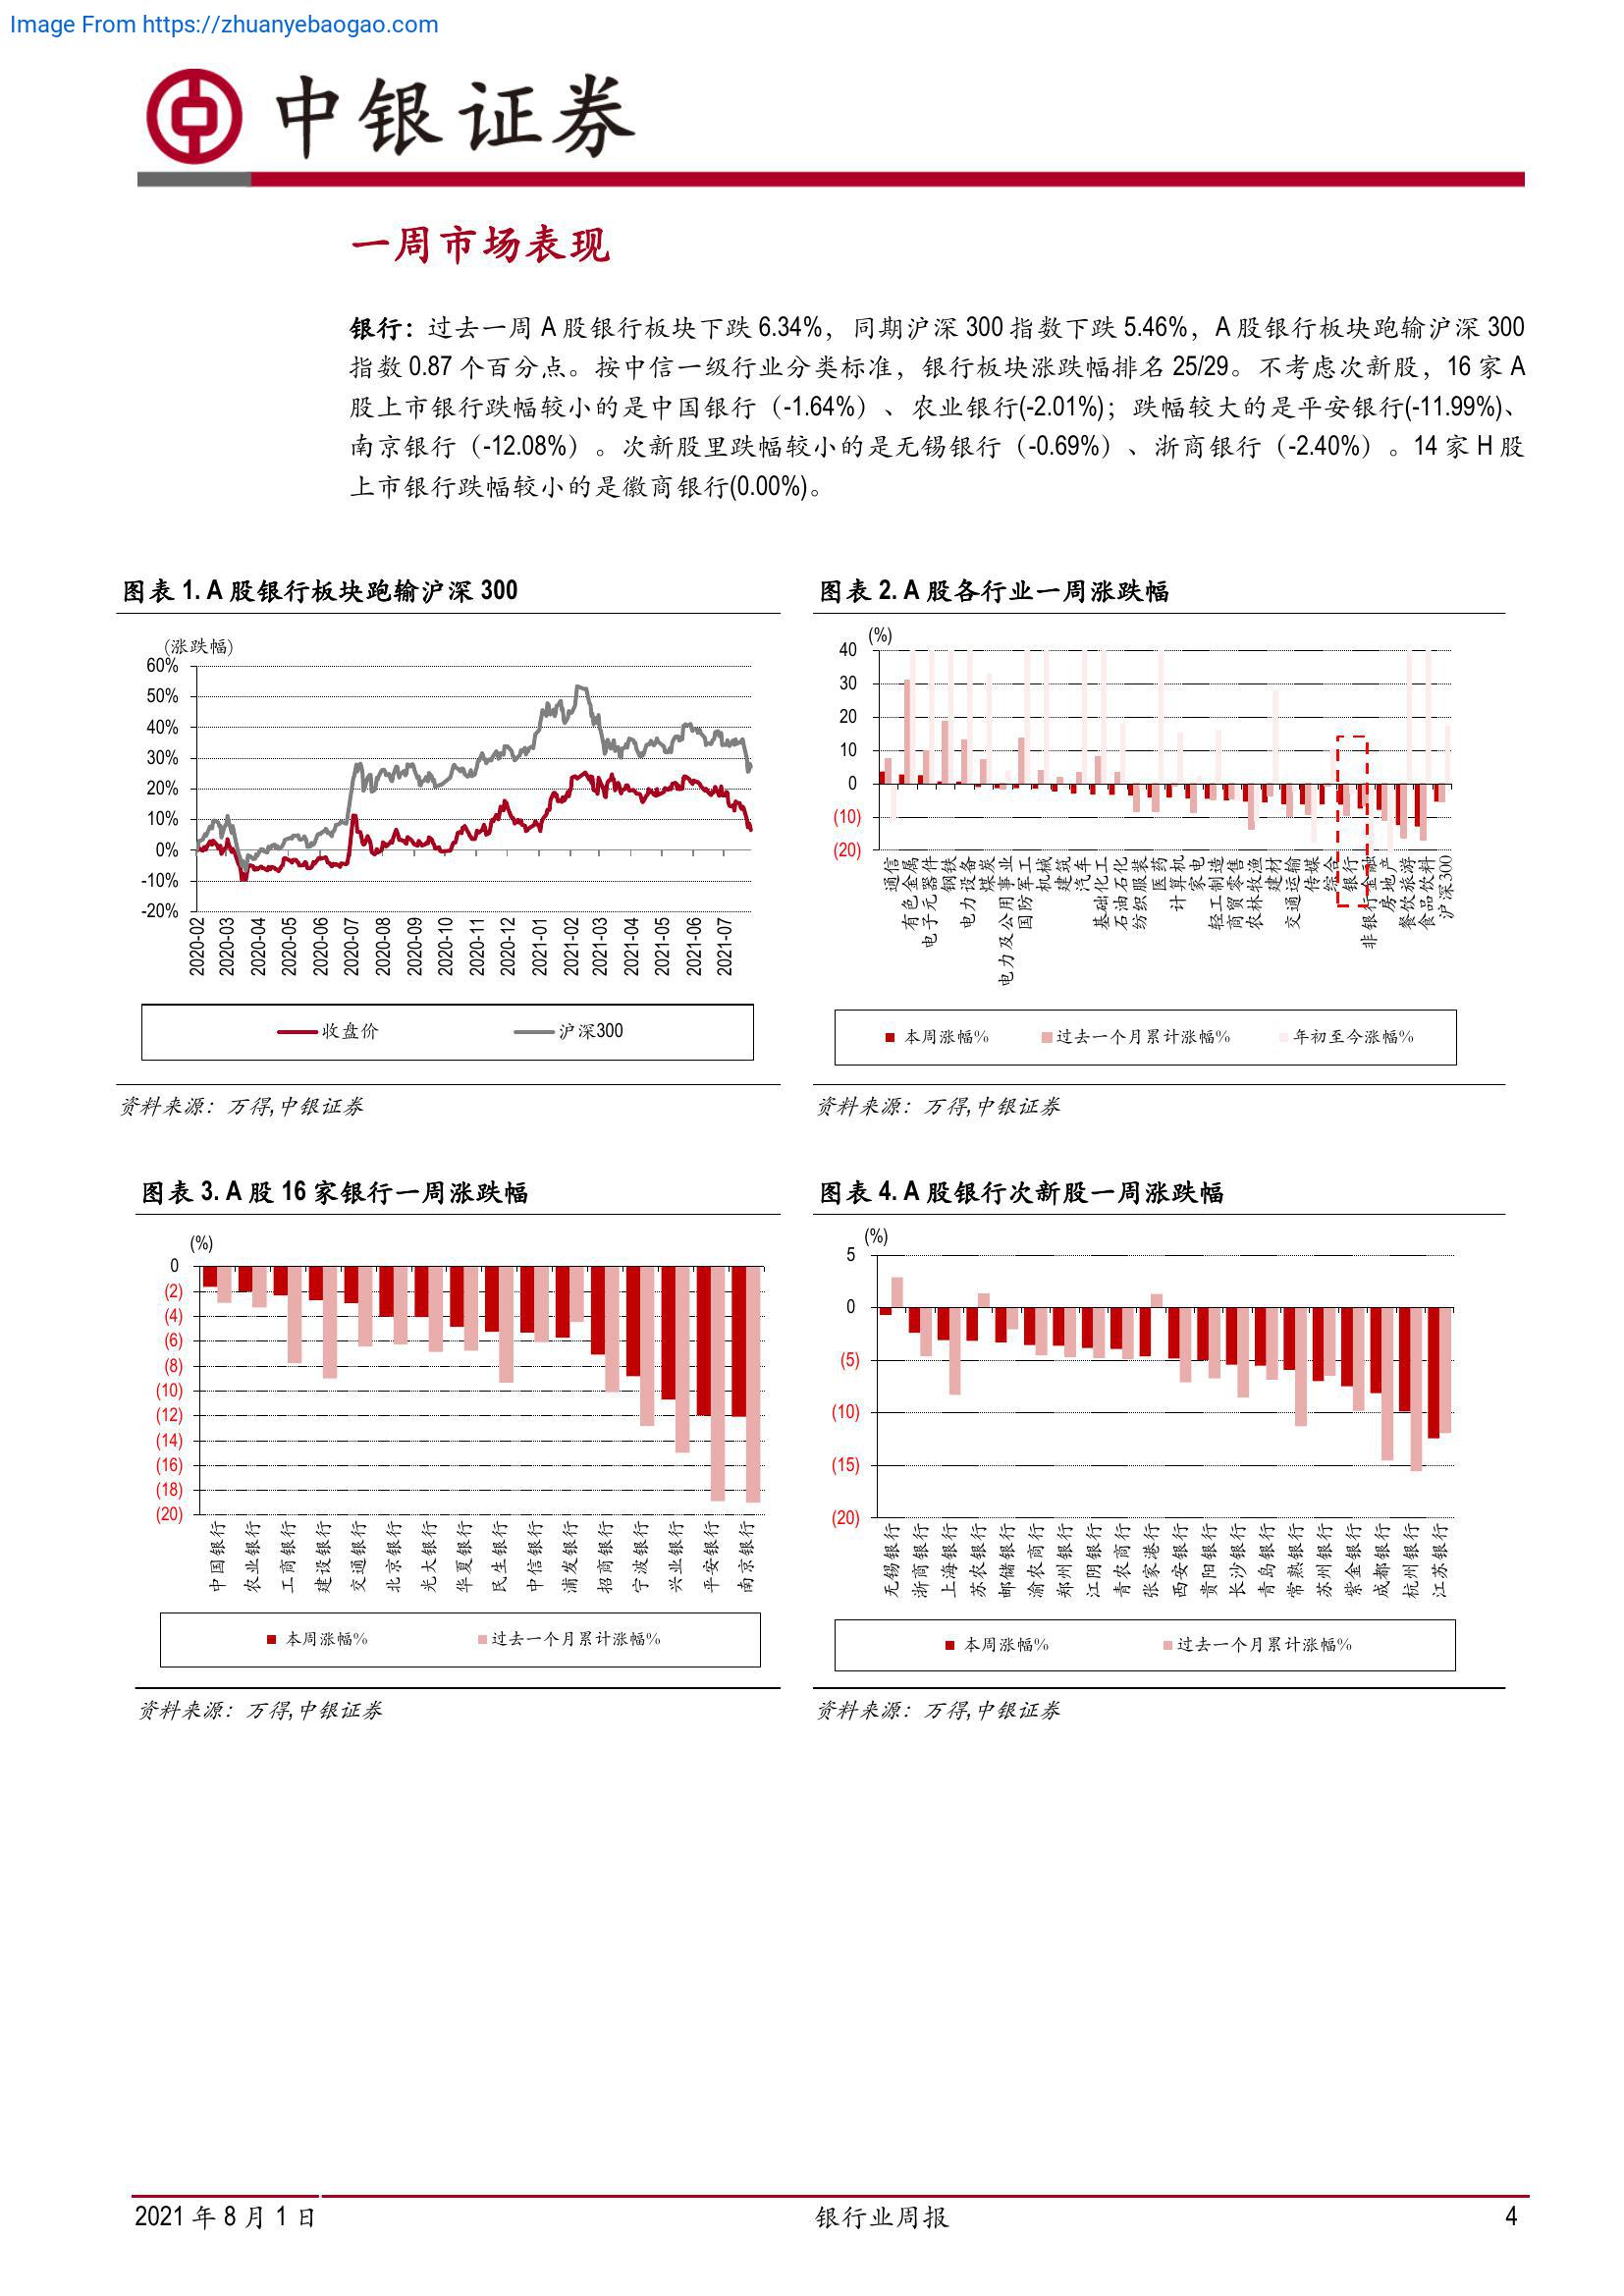 Image From https://zhuanyebaogao.com
中银证券
一周市场表现
银行：过去一周 A 股银行板块下跌 6.34%，同期沪深 300 指数下跌 5.46%，A 股银行板块跑输沪深 300
指数 0.87 个百分点。按中信一级行业分类标准，银行板块涨跌幅排名 25/29。不考虑次新股，16 家 A
股上市银行跌幅较小的是中国银行（-1.64%）、农业银行(-2.01%)；跌幅较大的是平安银行(-11.99%)、
南京银行（-12.08%）。次新股里跌幅较小的是无锡银行（-0.69%）、浙商银行（-2.40%）。14 家 H 股
上市银行跌幅较小的是徽商银行(0.00%)。
图表 1. A 股银行板块跑输沪深 300
(涨跌幅)
60%
50%
40%
30%
20%
10%
0%
-10%
-20%
2020-02
2020-03
2020-04
2020-05
2020-06
2020-07
2020-08
2020-09
2020-10
2020-11
2020-12
2021-01
2021-02
2021-03
2021-04
2021-05
2021-06
2021-07
收盘价
沪深300
资料来源：万得,中银证券
图表 2. A 股各行业一周涨跌幅
(%)
40
30
20
10
0
(10)
(20)
通信
有色金属
电子元器件
钢铁
电力设备
煤炭
电力及公用事业
国防军工
机械
建筑
汽车
基础化工
石油石化
纺织服装
医药
计算机
家电
轻工制造
商贸零售
农林牧渔
建材
交通运输
传媒
综合
银行
非银行金融
房地产
餐饮旅游
食品饮料
沪深300
本周涨幅%
过去一个月累计涨幅%
年初至今涨幅%
资料来源：万得,中银证券
图表 3. A 股 16 家银行一周涨跌幅
(%)
0
(2)
(4)
(6)
(8)
(10)
(12)
(14)
(16)
(18)
(20)
中国银行
农业银行
工商银行
建设银行
交通银行
北京银行
光大银行
华夏银行
民生银行
中信银行
浦发银行
招商银行
宁波银行
兴业银行
平安银行
南京银行
本周涨幅%
过去一个月累计涨幅%
资料来源：万得,中银证券
图表 4. A 股银行次新股一周涨跌幅
(%)
5
0
(5)
(10)
(15)
(20)
无锡银行
浙商银行
上海银行
苏农银行
邮储银行
渝农商行
郑州银行
江阴银行
青农商行
张家港行
西安银行
贵阳银行
长沙银行
青岛银行
常熟银行
苏州银行
紫金银行
成都银行
杭州银行
江苏银行
本周涨幅%
过去一个月累计涨幅%
资料来源：万得,中银证券
2021 年 8 月 1 日
银行业周报
4